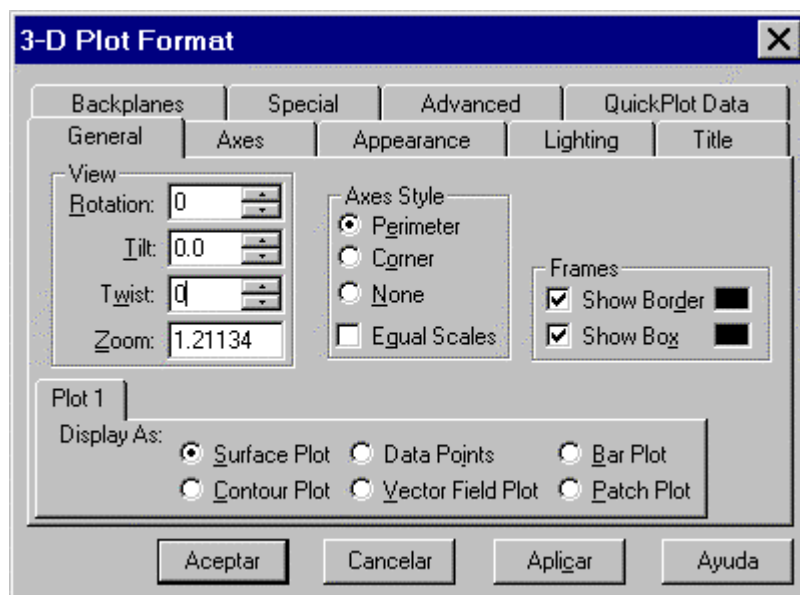 3-D Plot Format
Backplanes Special Advanced QuickPlot Data
General Axes Appearance Lighting Title
View
Rotation: 0
Tilt: 0.0
Twist: 0
Zoom: 1.21134
Axes Style
Perimeter
Corner
None
Equal Scales
Frames
Show Border
Show Box
Plot 1
Display As:
Surface Plot Data Points Bar Plot
Contour Plot Vector Field Plot Patch Plot
Aceptar Cancelar Aplicar Ayuda